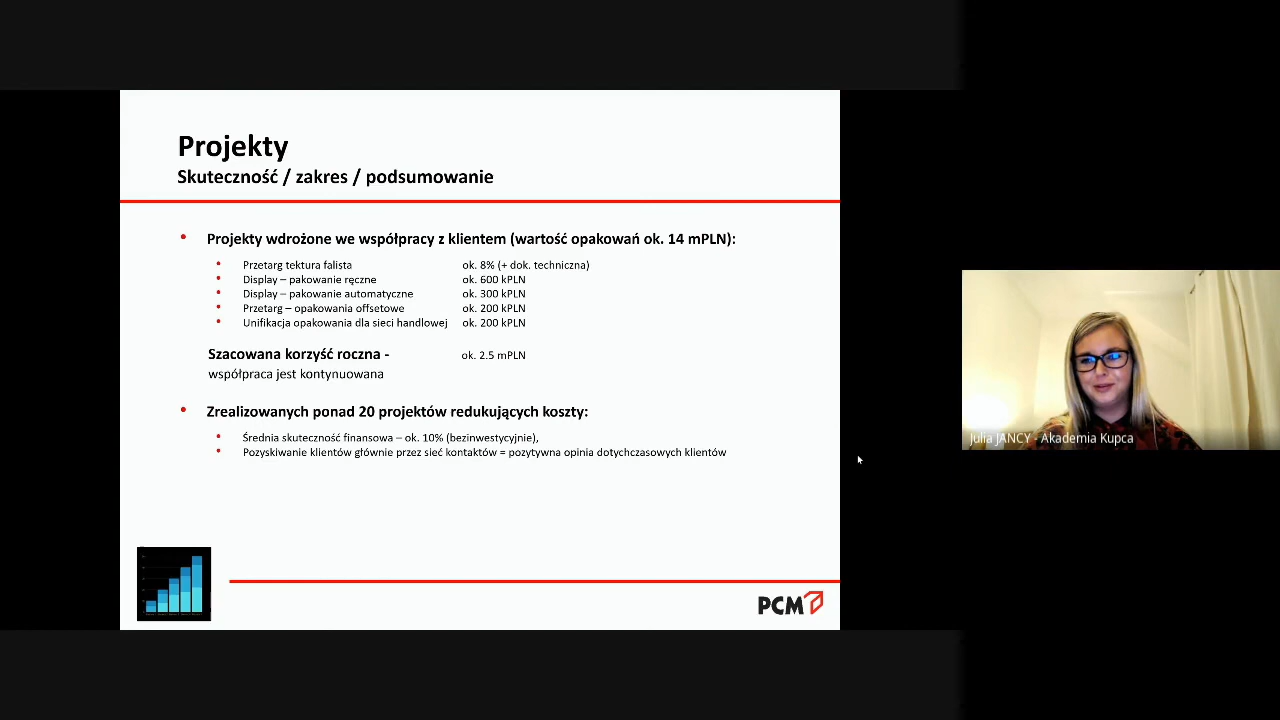 Projekty
Skuteczność / zakres / podsumowanie
• Projekty wdrożone we współpracy z klientem (wartość opakowań ok. 14 mPLN):
• Przetarg tektura falista ok. 8% (+ dok. techniczna)
• Display – pakowanie ręczne ok. 600 kPLN
• Display – pakowanie automatyczne ok. 300 kPLN
• Przetarg – opakowania offsetowe ok. 200 kPLN
• Unifikacja opakowania dla sieci handlowej ok. 200 kPLN
Szacowana korzyść roczna - ok. 2.5 mPLN
współpraca jest kontynuowana
• Zrealizowanych ponad 20 projektów redukujących koszty:
• Średnia skuteczność finansowa – ok. 10% (bezinwestycyjnie),
• Pozyskiwanie klientów głównie przez sieć kontaktów = pozytywna opinia dotychczasowych klientów
PCM
Julia JANCY - Akademia Kupca